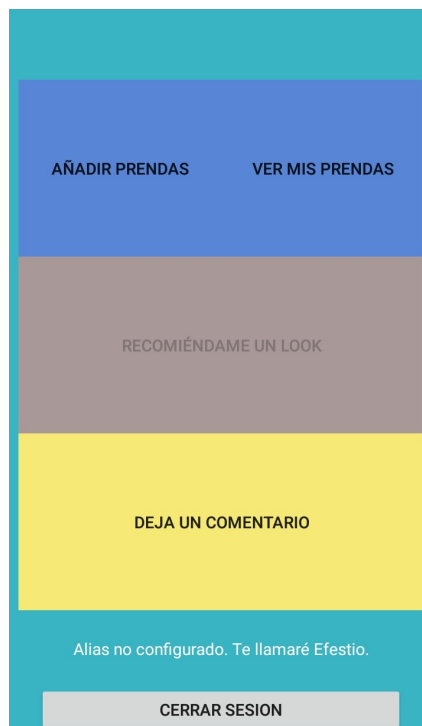 AÑADIR PRENDAS VER MIS PRENDAS
RECOMIÉNDAME UN LOOK
DEJA UN COMENTARIO
Alias no configurado. Te llamaré Efestio.
CERRAR SESION